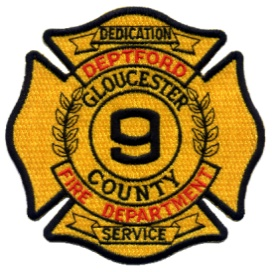 DEDICATION
DEPTFORD
GLOUCESTER
9
COUNTY
FIRE DEPARTMENT
SERVICE